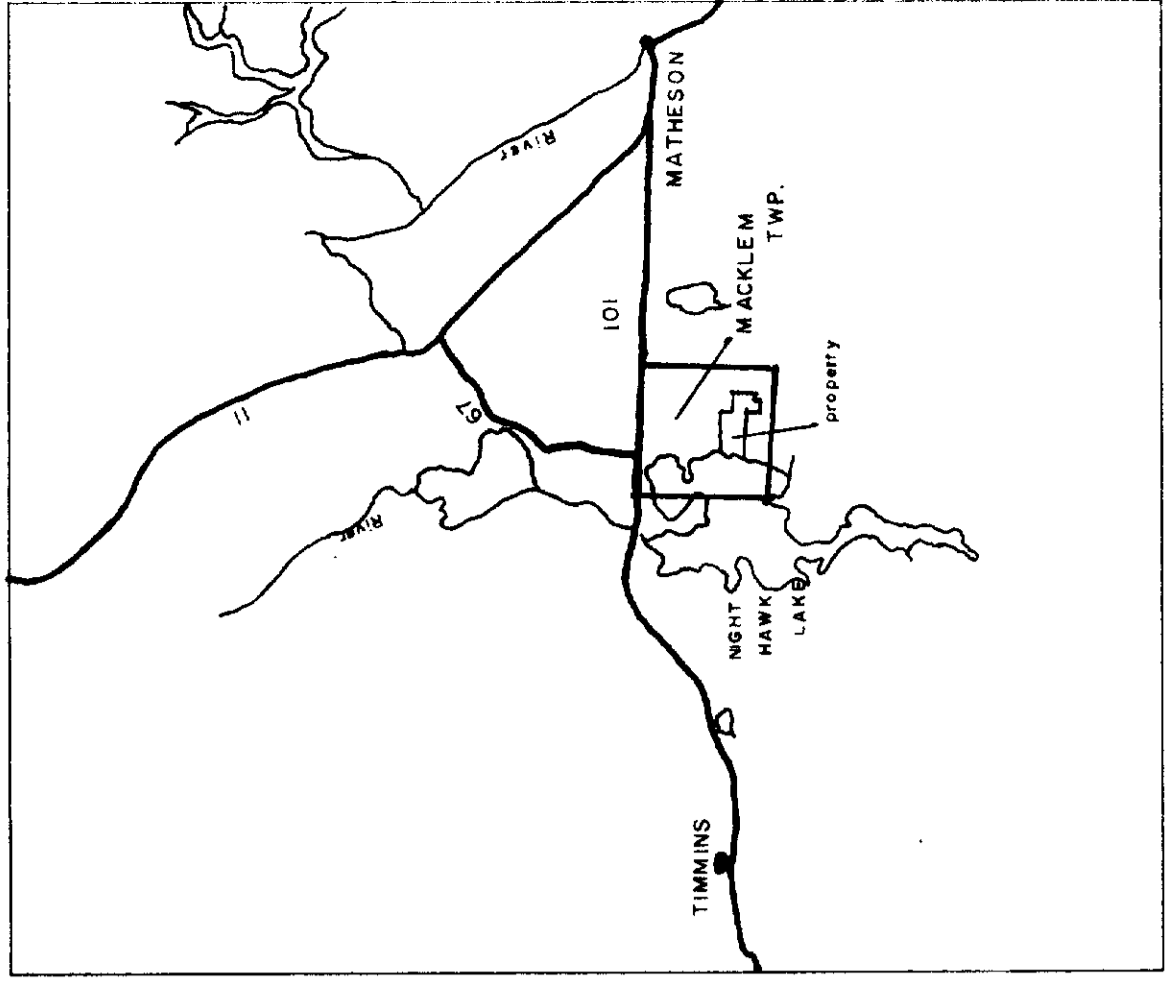 11
River
67
River
101
MATHESON
TIMMINS
NIGHT
HAWK
LAKE
MACKLEM
TWP.
property